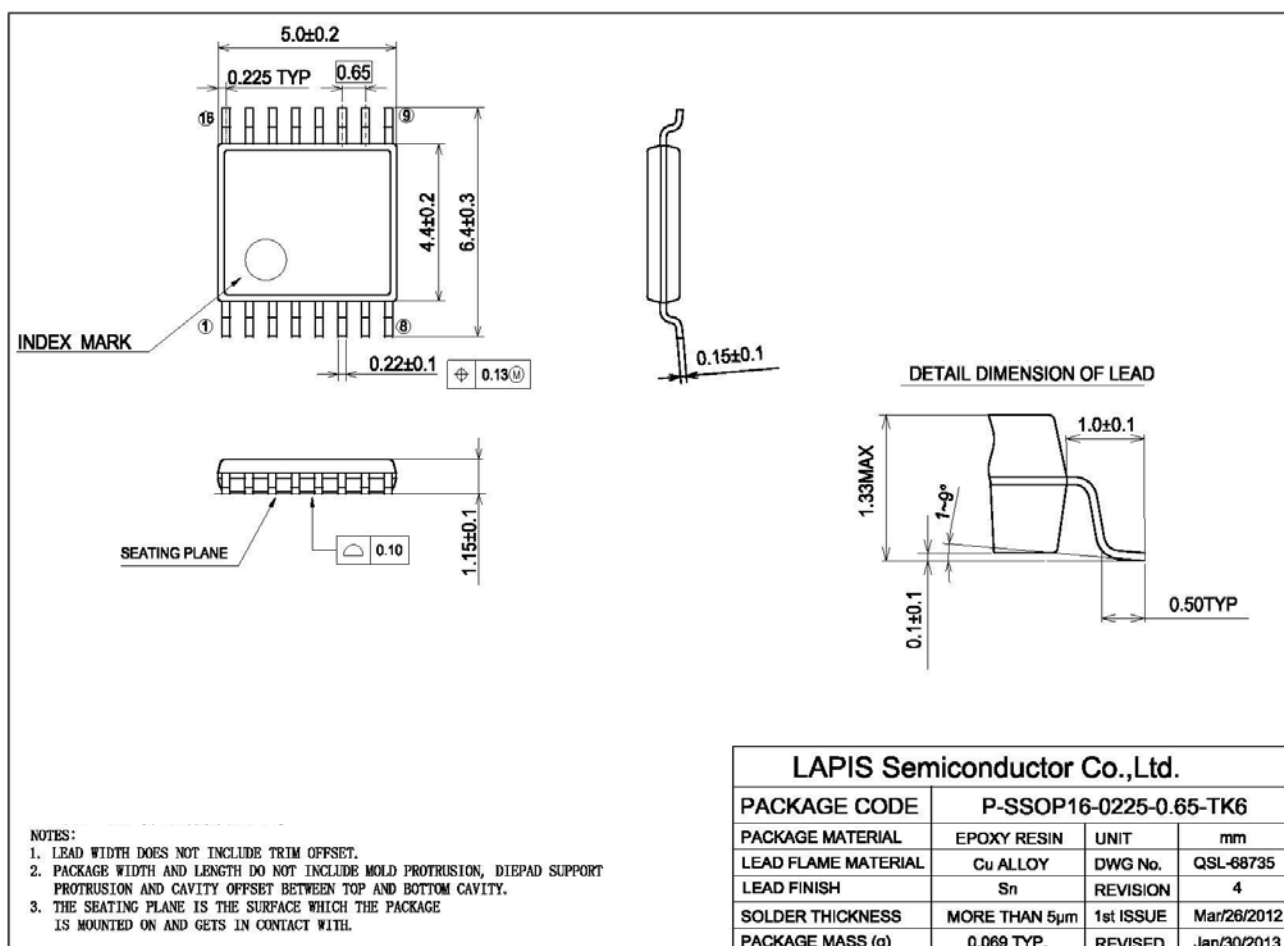 5.0±0.2
0.225 TYP
0.65
16
9
4.4±0.2
6.4±0.3
INDEX MARK
1
8
0.22±0.1
⌖ 0.13Ⓜ
0.15±0.1
DETAIL DIMENSION OF LEAD
1.0±0.1
1.33MAX
1~9°
0.1±0.1
0.50TYP
SEATING PLANE
⌓ 0.10
1.15±0.1
NOTES:
1. LEAD WIDTH DOES NOT INCLUDE TRIM OFFSET.
2. PACKAGE WIDTH AND LENGTH DO NOT INCLUDE MOLD PROTRUSION, DIEPAD SUPPORT
PROTRUSION AND CAVITY OFFSET BETWEEN TOP AND BOTTOM CAVITY.
3. THE SEATING PLANE IS THE SURFACE WHICH THE PACKAGE
IS MOUNTED ON AND GETS IN CONTACT WITH.
LAPIS Semiconductor Co.,Ltd.
PACKAGE CODE P-SSOP16-0225-0.65-TK6
PACKAGE MATERIAL EPOXY RESIN UNIT mm
LEAD FLAME MATERIAL Cu ALLOY DWG No. QSL-68735
LEAD FINISH Sn REVISION 4
SOLDER THICKNESS MORE THAN 5μm 1st ISSUE Mar/26/2012
PACKAGE MASS (g) 0.069 TYP. REVISED Jan/30/2013